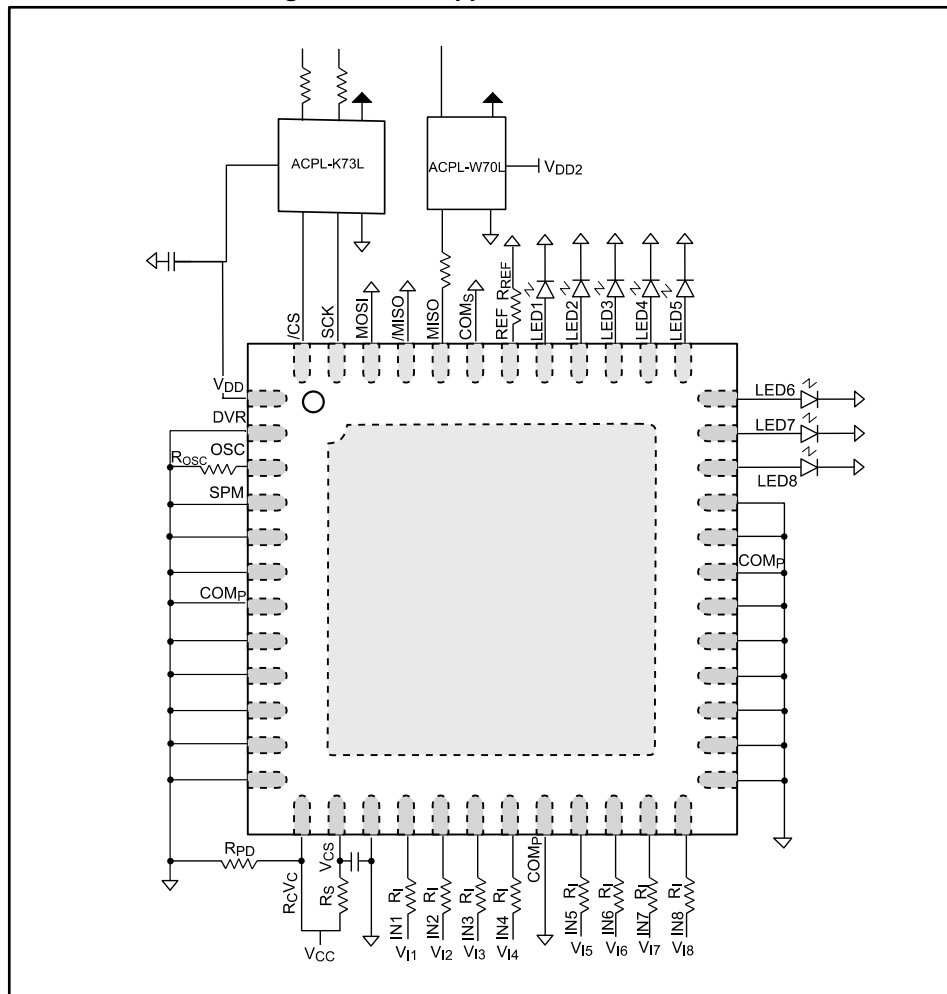 ACPL-K73L
ACPL-W70L
VDD2
/CS
SCK
MOSI
/MISO
MISO
COMS
REF
RREF
LED1
LED2
LED3
LED4
LED5
VDD
DVR
OSC
ROSC
SPM
COMP
LED6
LED7
LED8
COMP
RPD
RCVC
VCS
RS
VCC
RI
RI
RI
RI
COMP
RI
RI
RI
RI
IN1
IN2
IN3
IN4
IN5
IN6
IN7
IN8
VI1
VI2
VI3
VI4
VI5
VI6
VI7
VI8